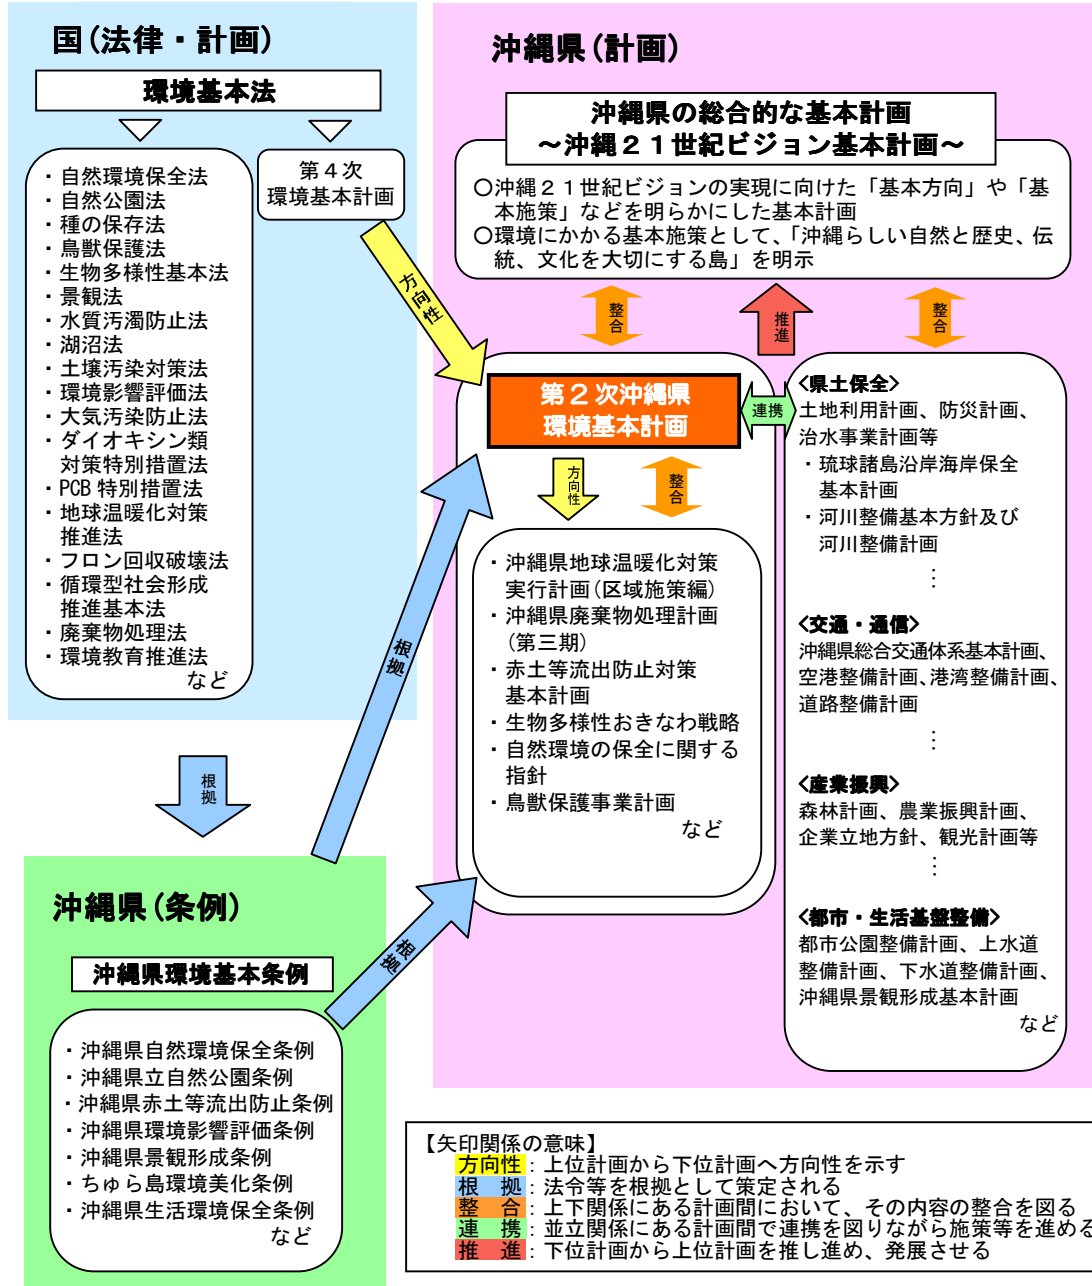 国(法律・計画)
環境基本法
・自然環境保全法
・自然公園法
・種の保存法
・鳥獣保護法
・生物多様性基本法
・景観法
・水質汚濁防止法
・湖沼法
・土壌汚染対策法
・環境影響評価法
・大気汚染防止法
・ダイオキシン類
対策特別措置法
・PCB 特別措置法
・地球温暖化対策
推進法
・フロン回収破壊法
・循環型社会形成
推進基本法
・廃棄物処理法
・環境教育推進法
など
第4次
環境基本計画
方向性
根拠
沖縄県(条例)
沖縄県環境基本条例
・沖縄県自然環境保全条例
・沖縄県立自然公園条例
・沖縄県赤土等流出防止条例
・沖縄県環境影響評価条例
・沖縄県景観形成条例
・ちゅら島環境美化条例
・沖縄県生活環境保全条例
など
根拠
根拠
沖縄県(計画)
沖縄県の総合的な基本計画
~沖縄21世紀ビジョン基本計画~
○沖縄21世紀ビジョンの実現に向けた「基本方向」や「基
本施策」などを明らかにした基本計画
○環境にかかる基本施策として、「沖縄らしい自然と歴史、伝
統、文化を大切にする島」を明示
整合
推進
整合
第2次沖縄県
環境基本計画
連携
方向性
整合
・沖縄県地球温暖化対策
実行計画(区域施策編)
・沖縄県廃棄物処理計画
(第三期)
・赤土等流出防止対策
基本計画
・生物多様性おきなわ戦略
・自然環境の保全に関する
指針
・鳥獣保護事業計画
など
<県土保全>
土地利用計画、防災計画、
治水事業計画等
・琉球諸島沿岸海岸保全
基本計画
・河川整備基本方針及び
河川整備計画
⋮
<交通・通信>
沖縄県総合交通体系基本計画、
空港整備計画、港湾整備計画、
道路整備計画
⋮
<産業振興>
森林計画、農業振興計画、
企業立地方針、観光計画等
⋮
<都市・生活基盤整備>
都市公園整備計画、上水道
整備計画、下水道整備計画、
沖縄県景観形成基本計画
など
【矢印関係の意味】
方向性:上位計画から下位計画へ方向性を示す
根 拠:法令等を根拠として策定される
整 合:上下関係にある計画間において、その内容の整合を図る
連 携:並立関係にある計画間で連携を図りながら施策等を進める
推 進:下位計画から上位計画を推し進め、発展させる